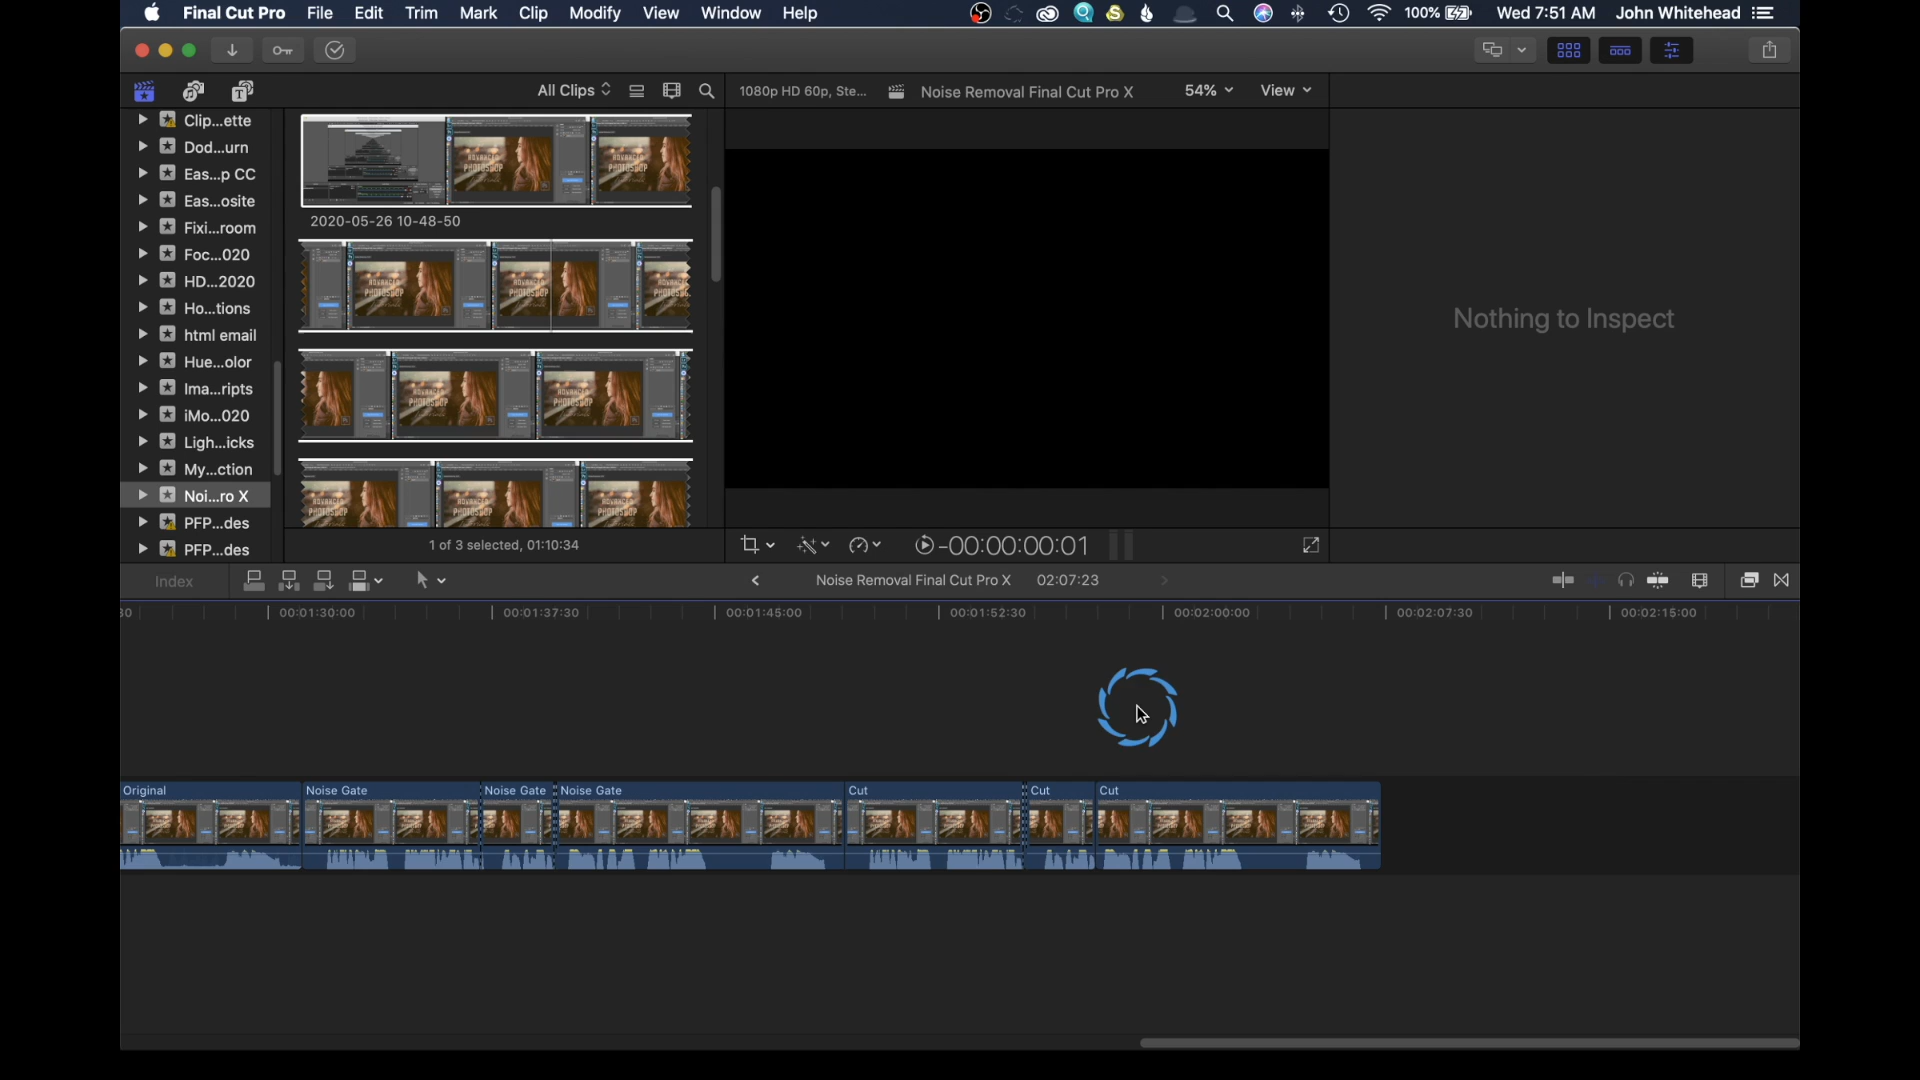 Final Cut Pro File Edit Trim Mark Clip Modify View Window Help 100% Wed 7:51 AM John Whitehead
All Clips 1080p HD 60p, Ste... Noise Removal Final Cut Pro X 54% View
Clip...ette
Dod...urn
Eas...p CC
Eas...osite
Fixi...room
Foc...020
HD...2020
Ho...tions
html email
Hue...olor
Ima...ripts
iMo...020
Ligh...icks
My...ction
Noi...ro X
PFP...des
PFP...des
ADVANCED PHOTOSHOP
2020-05-26 10-48-50
1 of 3 selected, 01:10:34
-00:00:00:01
Nothing to Inspect
Index Noise Removal Final Cut Pro X 02:07:23
30 00:01:30:00 00:01:37:30 00:01:45:00 00:01:52:30 00:02:00:00 00:02:07:30 00:02:15:00
Original Noise Gate Noise Gate Noise Gate Cut Cut Cut